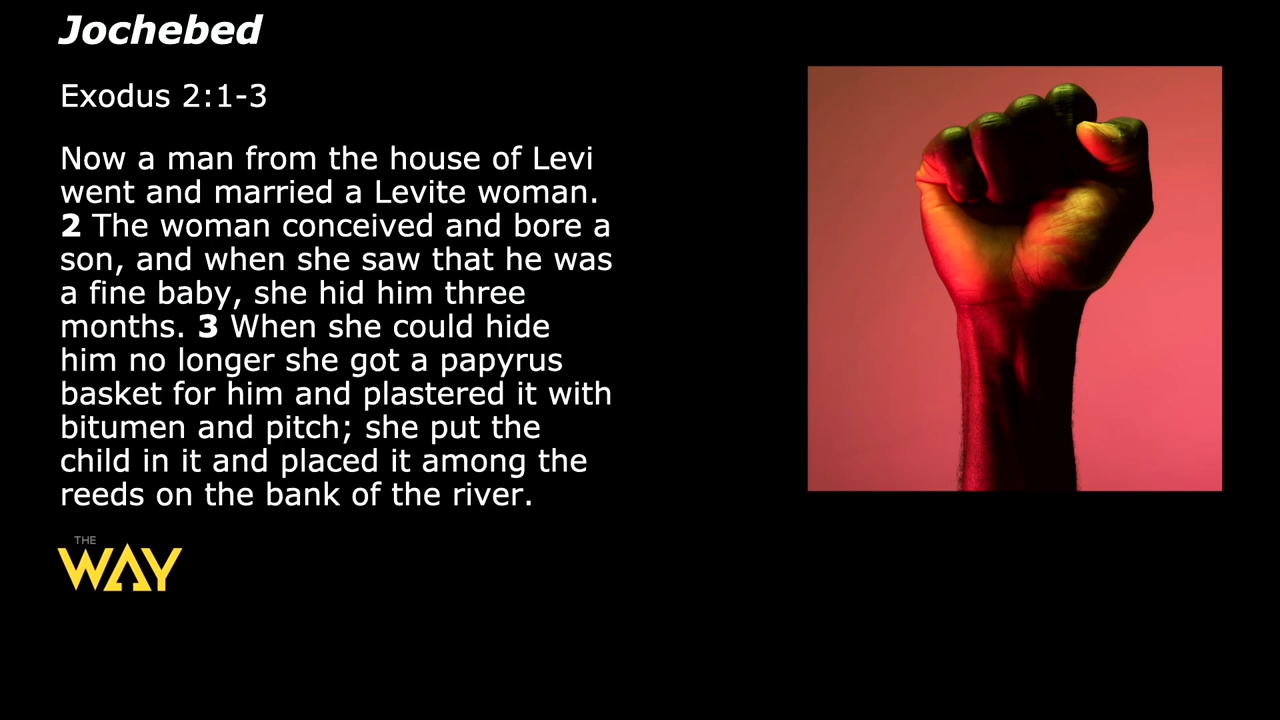 Jochebed
Exodus 2:1-3
Now a man from the house of Levi
went and married a Levite woman.
2 The woman conceived and bore a
son, and when she saw that he was
a fine baby, she hid him three
months. 3 When she could hide
him no longer she got a papyrus
basket for him and plastered it with
bitumen and pitch; she put the
child in it and placed it among the
reeds on the bank of the river.
THE
WAY